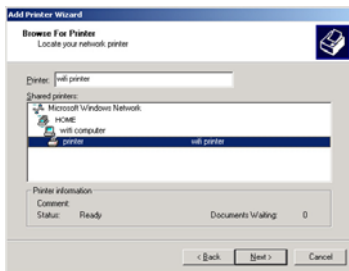 Add Printer Wizard
Browse For Printer
Locate your network printer
Printer: wifi printer
Shared printers:
Microsoft Windows Network
HOME
wifi computer
printer wifi printer
Printer information
Comment:
Status: Ready Documents Waiting: 0
< Back Next > Cancel